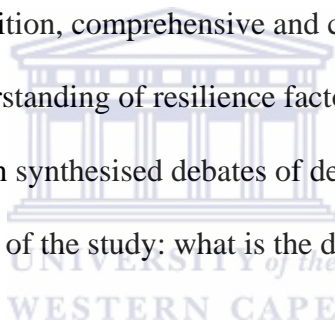 ition, comprehensive and c
rstanding of resilience facto
n synthesised debates of de
of the study: what is the d
UNIVERSITY of the
WESTERN CAPE